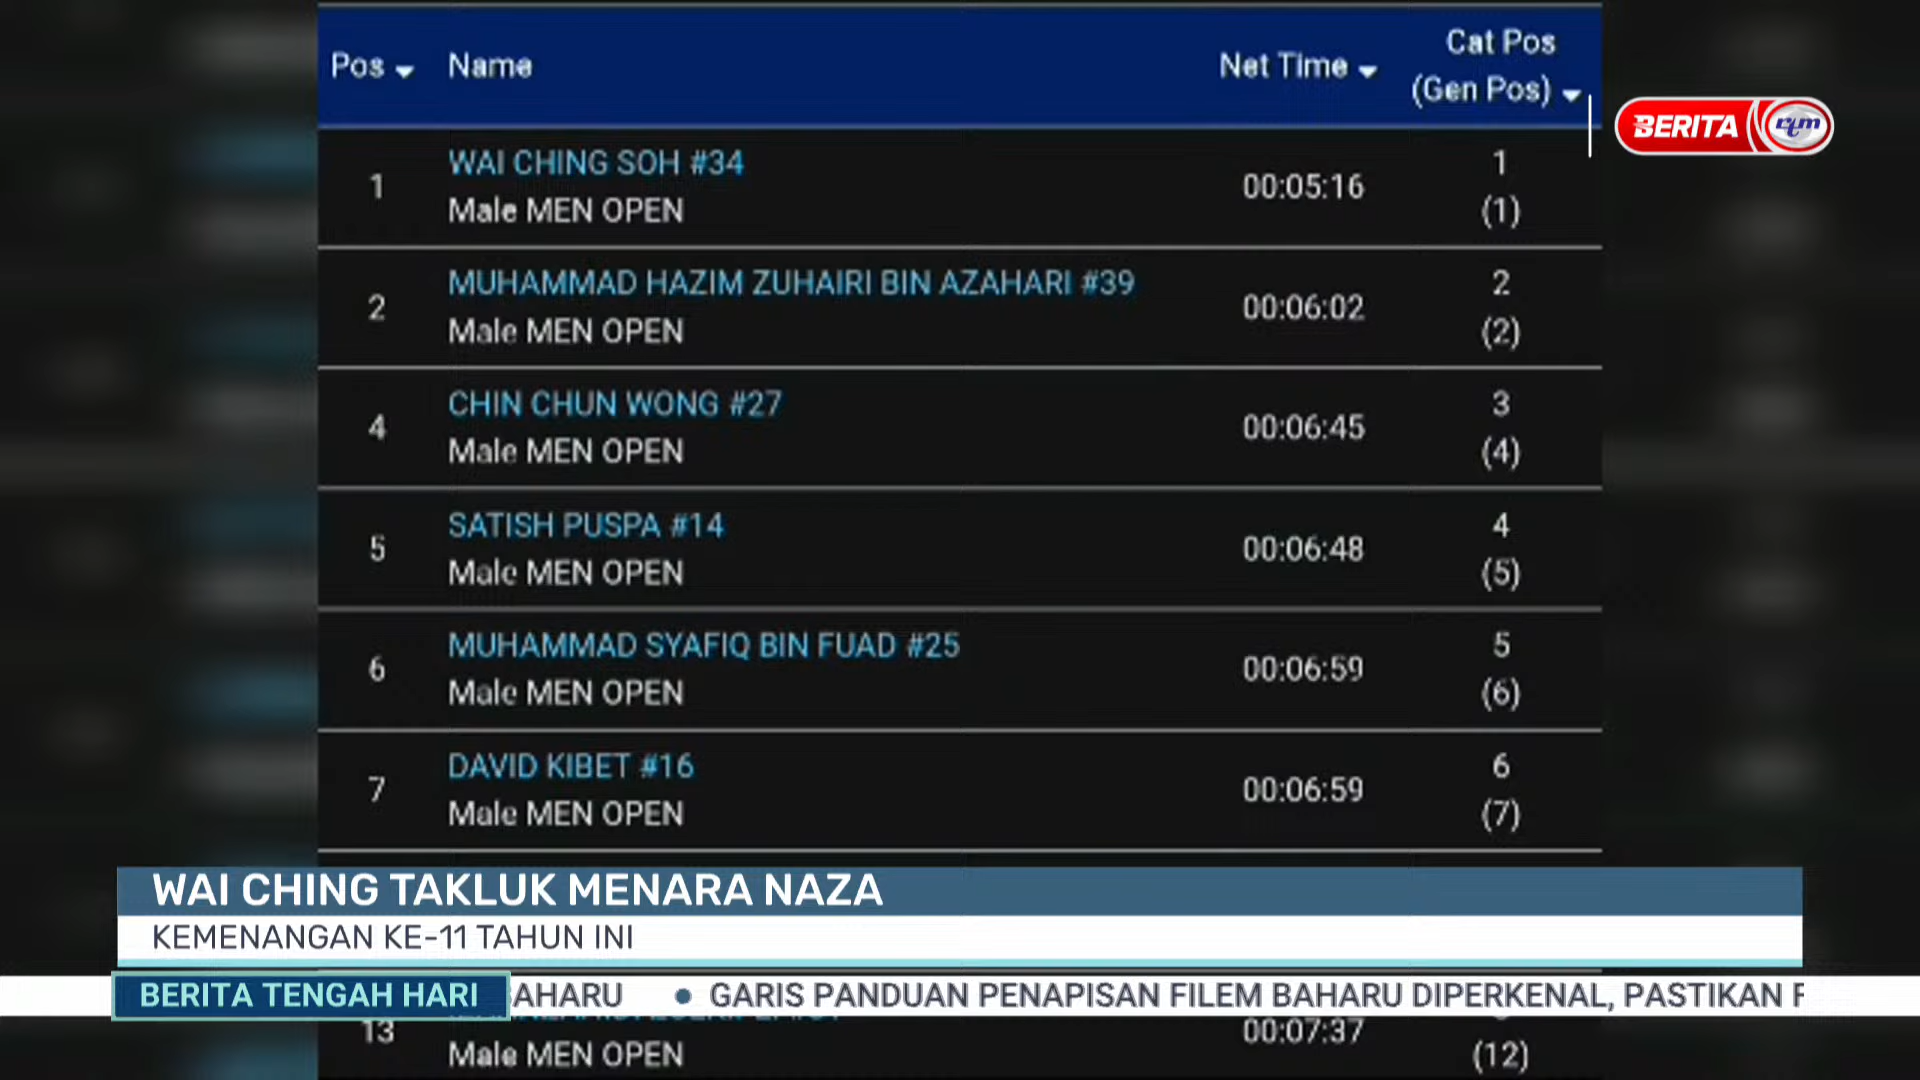 Pos Name Net Time Cat Pos
(Gen Pos)
BERITA rtm
1 WAI CHING SOH #34 00:05:16 1
Male MEN OPEN (1)
2 MUHAMMAD HAZIM ZUHAIRI BIN AZAHARI #39 00:06:02 2
Male MEN OPEN (2)
4 CHIN CHUN WONG #27 00:06:45 3
Male MEN OPEN (4)
5 SATISH PUSPA #14 00:06:48 4
Male MEN OPEN (5)
6 MUHAMMAD SYAFIQ BIN FUAD #25 00:06:59 5
Male MEN OPEN (6)
7 DAVID KIBET #16 00:06:59 6
Male MEN OPEN (7)
WAI CHING TAKLUK MENARA NAZA
KEMENANGAN KE-11 TAHUN INI
BERITA TENGAH HARI AHARU • GARIS PANDUAN PENAPISAN FILEM BAHARU DIPERKENAL, PASTIKAN
13 00:07:37
Male MEN OPEN (12)